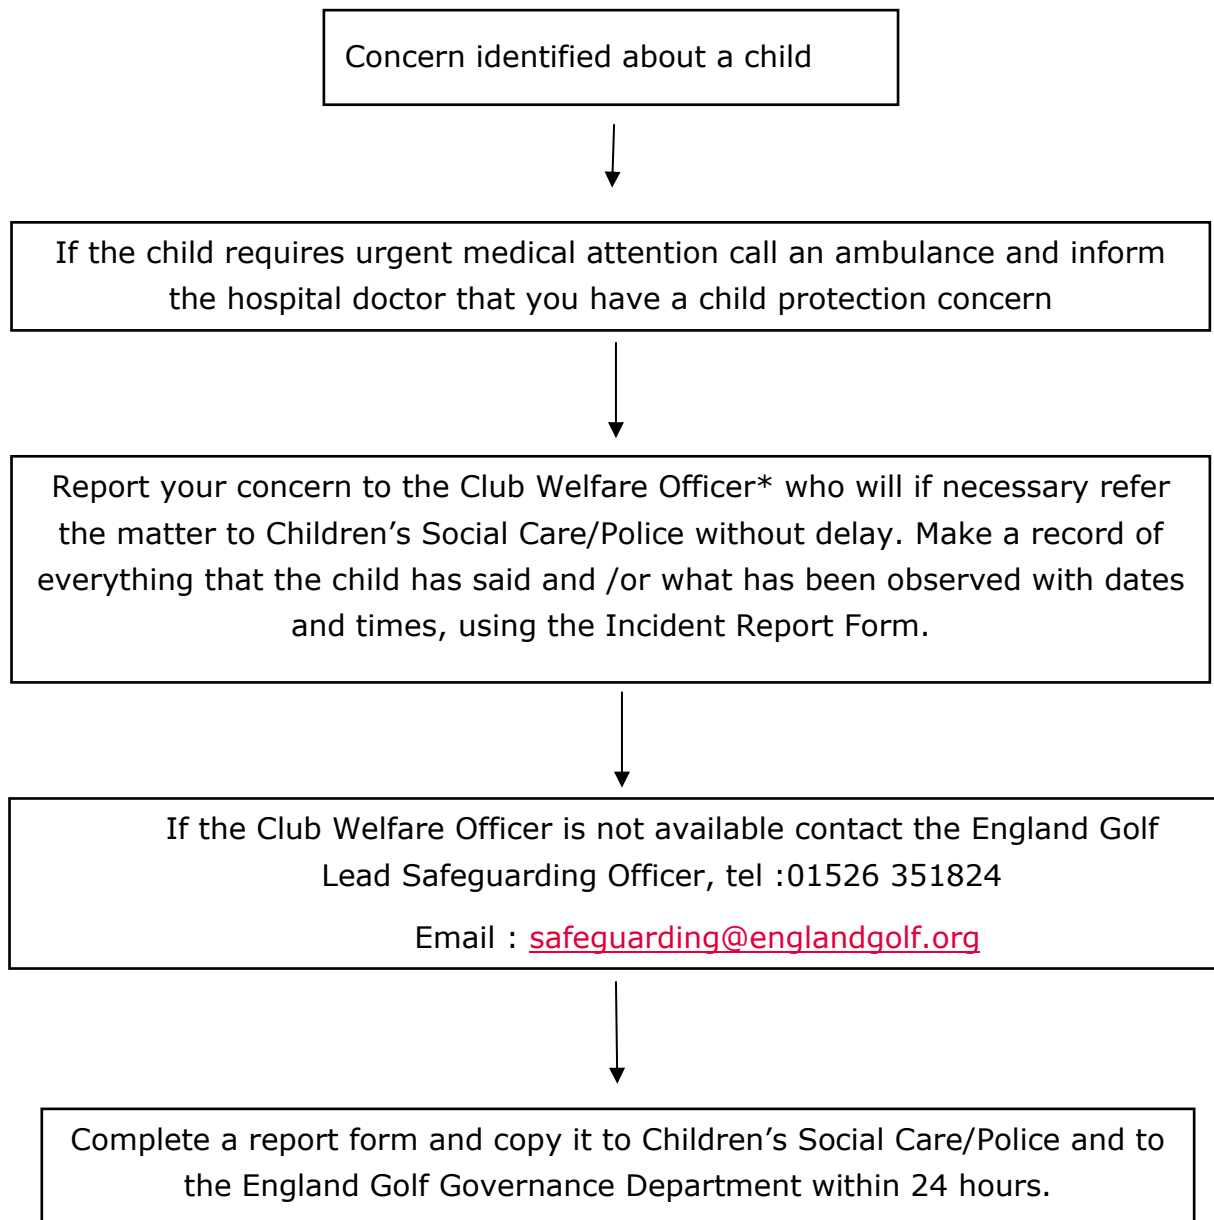 Concern identified about a child
If the child requires urgent medical attention call an ambulance and inform
the hospital doctor that you have a child protection concern
Report your concern to the Club Welfare Officer* who will if necessary refer
the matter to Children’s Social Care/Police without delay. Make a record of
everything that the child has said and /or what has been observed with dates
and times, using the Incident Report Form.
If the Club Welfare Officer is not available contact the England Golf
Lead Safeguarding Officer, tel :01526 351824
Email : safeguarding@englandgolf.org
Complete a report form and copy it to Children’s Social Care/Police and to
the England Golf Governance Department within 24 hours.